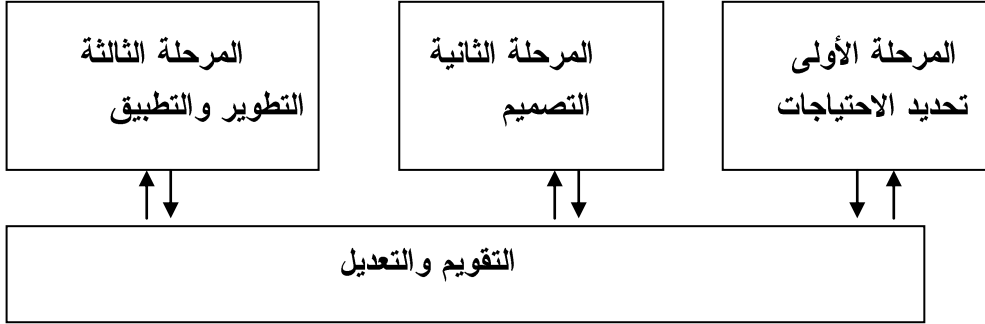 المرحلة الأولى
تحديد الاحتياجات
المرحلة الثانية
التصميم
المرحلة الثالثة
التطوير والتطبيق
التقويم والتعديل